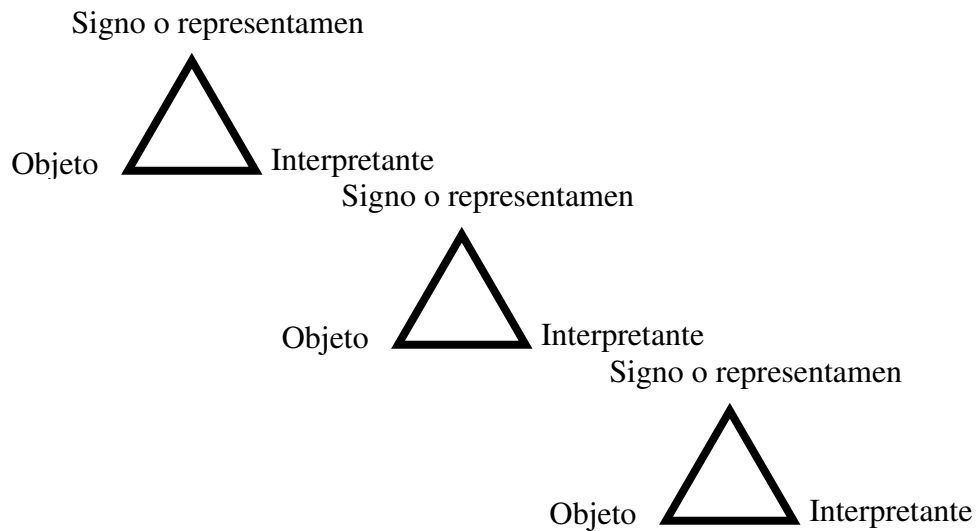 Signo o representamen
Objeto
Interpretante
Signo o representamen
Objeto
Interpretante
Signo o representamen
Objeto
Interpretante